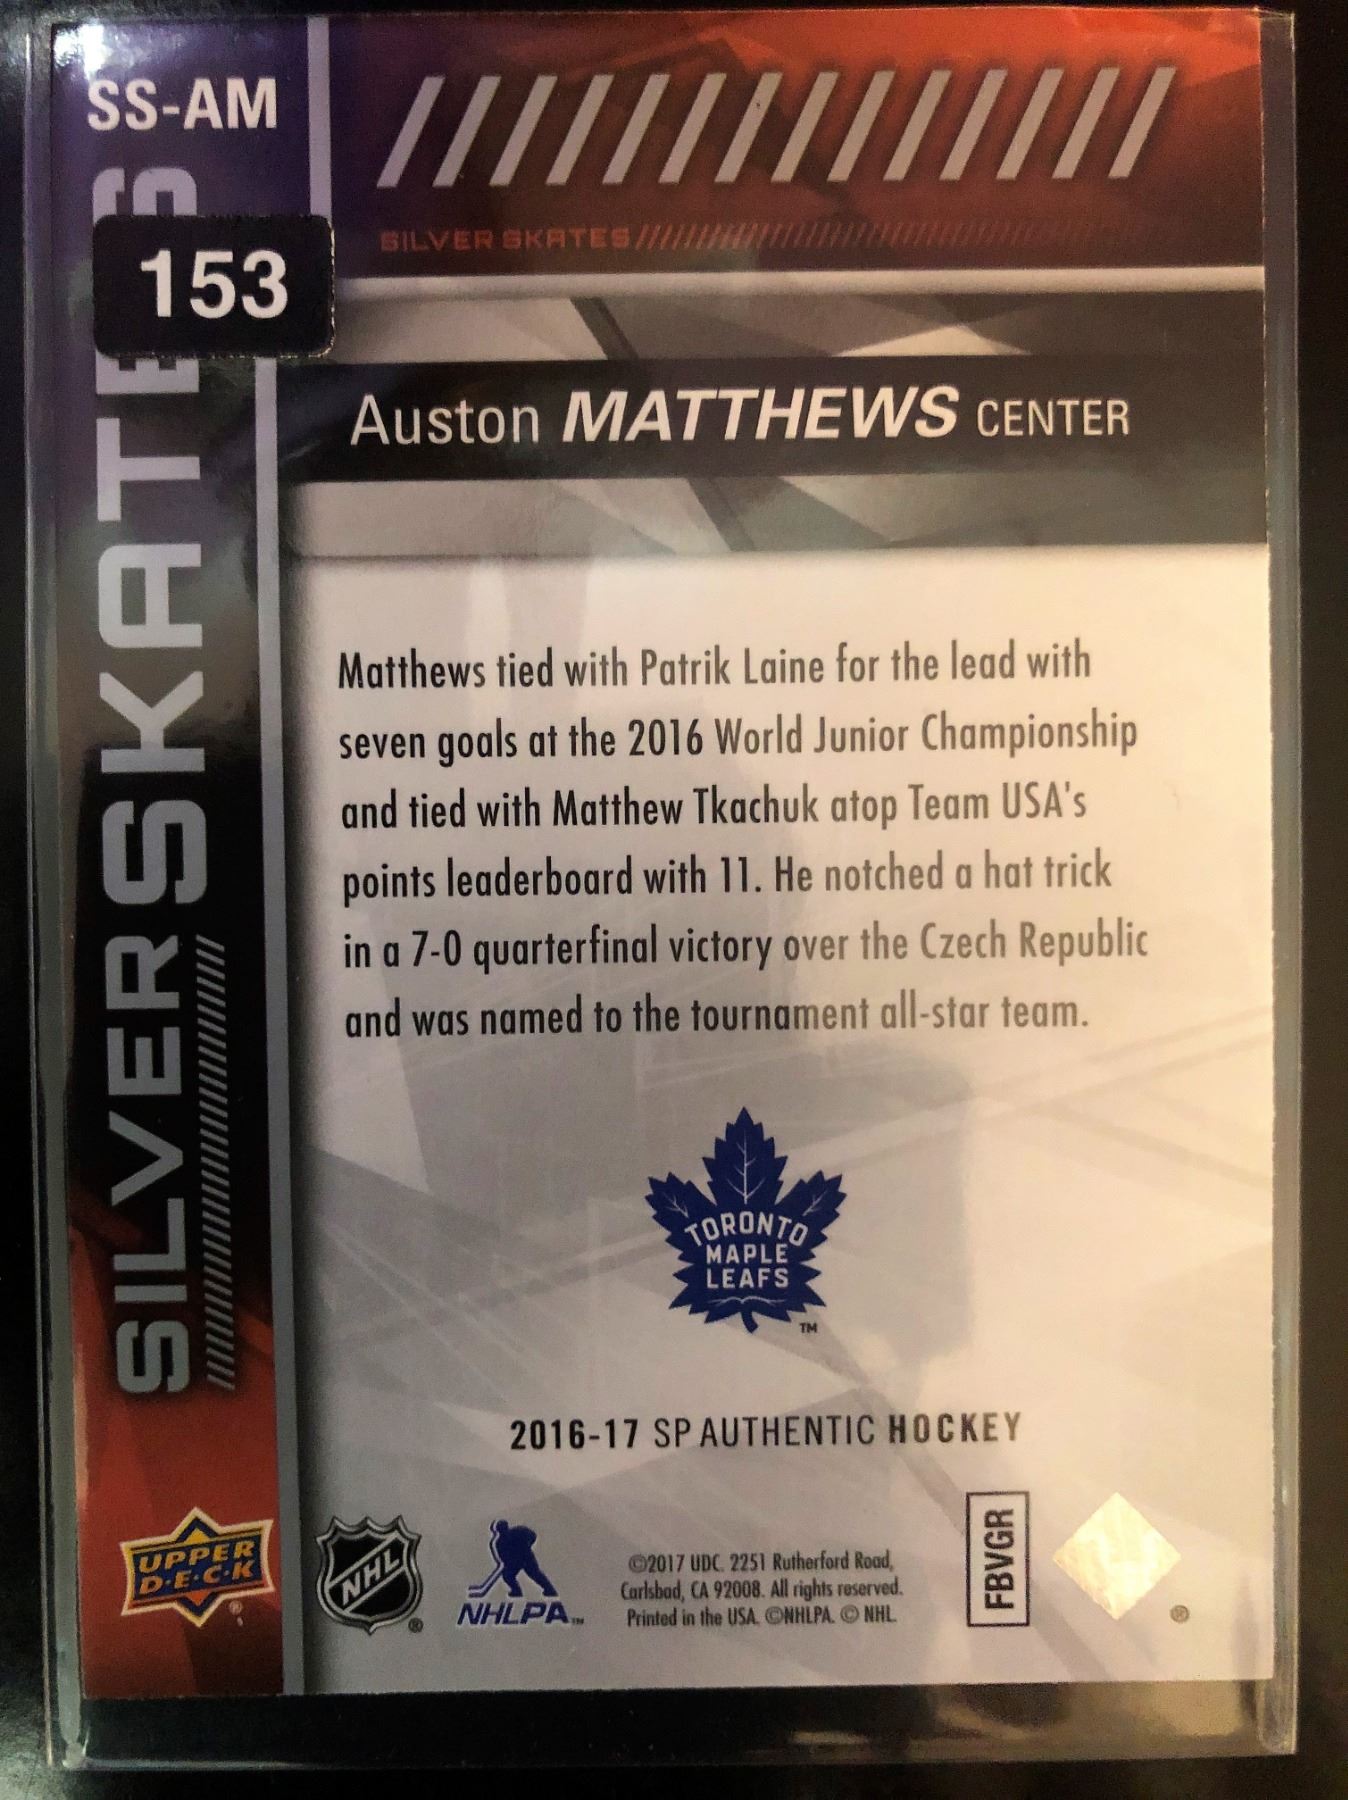 SS-AM
153
SILVER SKATES
SILVER SKATES
Auston MATTHEWS CENTER
Matthews tied with Patrik Laine for the lead with
seven goals at the 2016 World Junior Championship
and tied with Matthew Tkachuk atop Team USA's
points leaderboard with 11. He notched a hat trick
in a 7-0 quarterfinal victory over the Czech Republic
and was named to the tournament all-star team.
TORONTO
MAPLE
LEAFS
TM
2016-17 SP AUTHENTIC HOCKEY
UPPER
D·E·C·K
®
NHL
®
NHLPA™
©2017 UDC. 2251 Rutherford Road,
Carlsbad, CA 92008. All rights reserved.
Printed in the USA. ©NHLPA. © NHL.
FBVGR
®